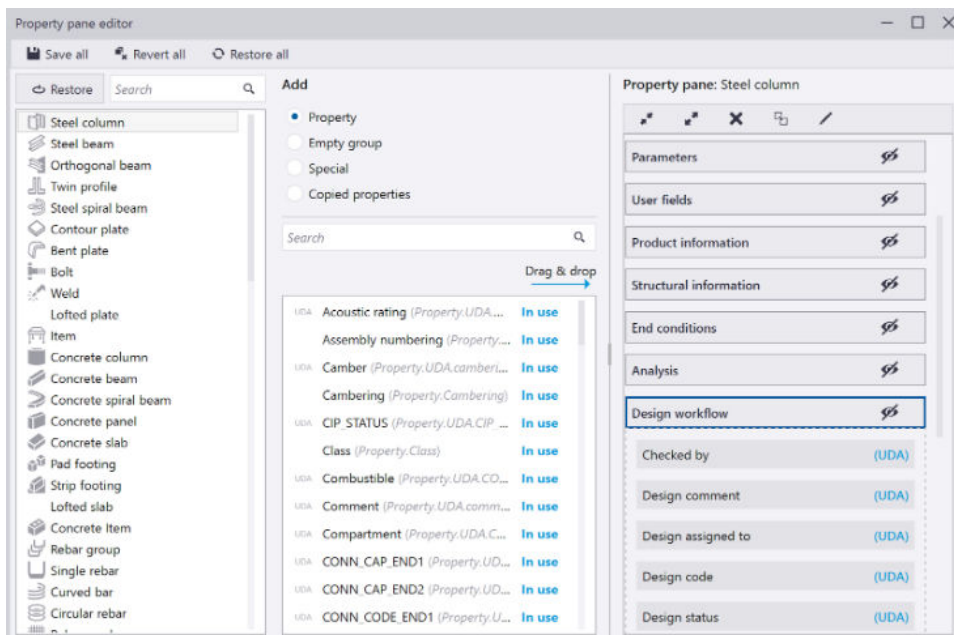 Property pane editor
Save all
Revert all
Restore all
Restore
Search
Steel column
Steel beam
Orthogonal beam
Twin profile
Steel spiral beam
Contour plate
Bent plate
Bolt
Weld
Lofted plate
Item
Concrete column
Concrete beam
Concrete spiral beam
Concrete panel
Concrete slab
Pad footing
Strip footing
Lofted slab
Concrete Item
Rebar group
Single rebar
Curved bar
Circular rebar
Add
Property
Empty group
Special
Copied properties
Search
Drag & drop
UDA Acoustic rating (Property.UDA.... In use
Assembly numbering (Property.... In use
UDA Camber (Property.UDA.camberi... In use
Cambering (Property.Cambering) In use
UDA CIP_STATUS (Property.UDA.CIP_... In use
Class (Property.Class) In use
UDA Combustible (Property.UDA.CO... In use
UDA Comment (Property.UDA.comm... In use
UDA Compartment (Property.UDA.C... In use
UDA CONN_CAP_END1 (Property.UD... In use
UDA CONN_CAP_END2 (Property.UD... In use
UDA CONN_CODE_END1 (Property.U... In use
Property pane: Steel column
Parameters
User fields
Product information
Structural information
End conditions
Analysis
Design workflow
Checked by (UDA)
Design comment (UDA)
Design assigned to (UDA)
Design code (UDA)
Design status (UDA)